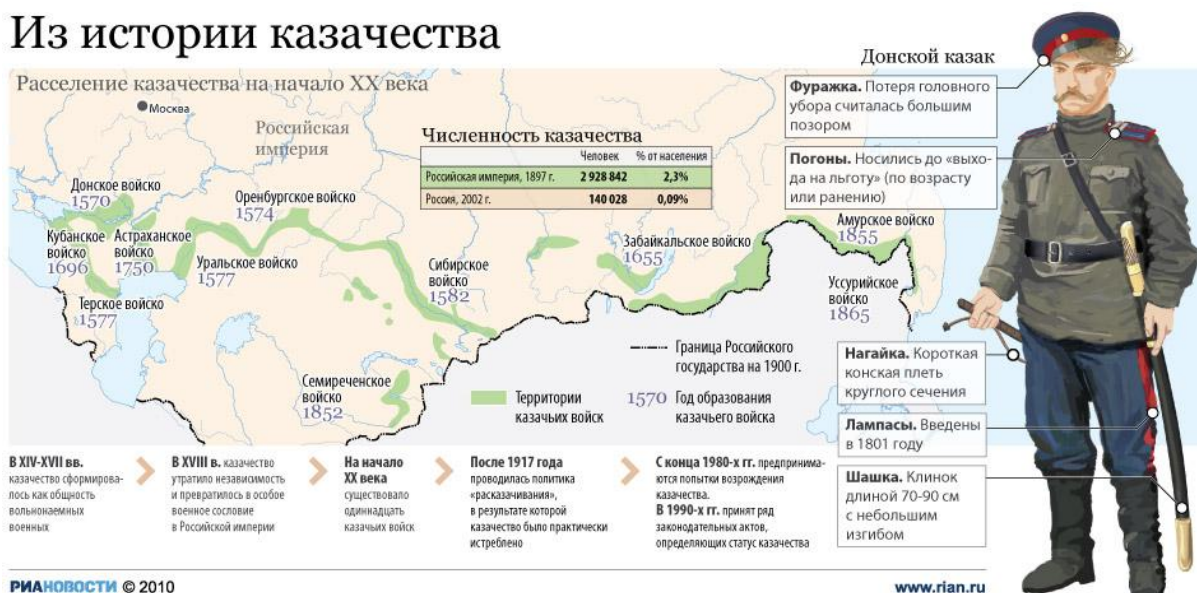 Из истории казачества
Расселение казачества на начало XX века
Москва
Российская
империя
Численность казачества
Человек % от населения
Российская империя, 1897 г. 2 928 842 2,3%
Россия, 2002 г. 140 028 0,09%
Донское войско
1570
Оренбургское войско
1574
Кубанское
войско
1696
Астраханское
войско
1750
Уральское войско
1577
Терское войско
1577
Сибирское
войско
1582
Забайкальское войско
1655
Амурское войско
1855
Уссурийское
войско
1865
Семиреченское
войско
1852
Граница Российского
государства на 1900 г.
Территории
казачьих войск
1570 Год образования
казачьего войска
Донской казак
Фуражка. Потеря головного
убора считалась большим
позором
Погоны. Носились до «выхо-
да на льготу» (по возрасту
или ранению)
Нагайка. Короткая
конская плеть
круглого сечения
Лампасы. Введены
в 1801 году
Шашка. Клинок
длиной 70-90 см
с небольшим
изгибом
В XIV-XVII вв.
казачество сформирова-
лось как общность
вольнонаемных
военных
В XVIII в. казачество
утратило независимость
и превратилось в особое
военное сословие
в Российской империи
На начало
XX века
существовало
одиннадцать
казачьих войск
После 1917 года
проводилась политика
«расказачивания»,
в результате которой
казачество было практически
истреблено
С конца 1980-х гг. предпринима-
ются попытки возрождения
казачества.
В 1990-х гг. принят ряд
законодательных актов,
определяющих статус казачества
РИАНОВОСТИ © 2010
www.rian.ru